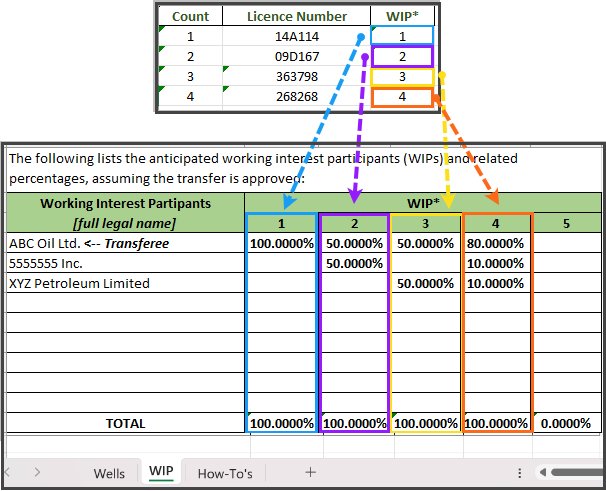 Count Licence Number WIP*
1 14A114 1
2 09D167 2
3 363798 3
4 268268 4
The following lists the anticipated working interest participants (WIPs) and related
percentages, assuming the transfer is approved:
Working Interest Partipants WIP*
[full legal name] 1 2 3 4 5
ABC Oil Ltd. <-- Transferee 100.0000% 50.0000% 50.0000% 80.0000%
5555555 Inc. 50.0000% 10.0000%
XYZ Petroleum Limited 50.0000% 10.0000%
TOTAL 100.0000% 100.0000% 100.0000% 100.0000% 0.0000%
Wells WIP How-To's +